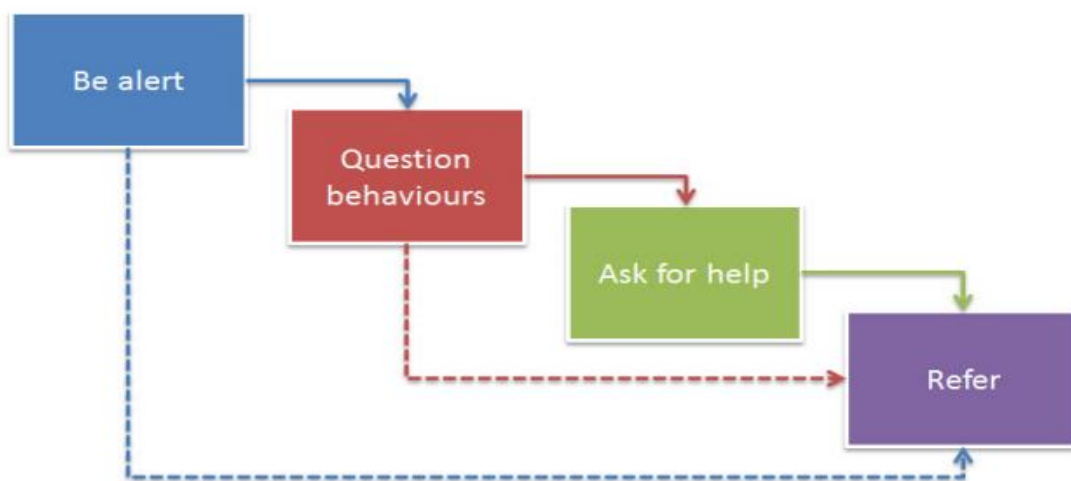 Be alert
Question
behaviours
Ask for help
Refer